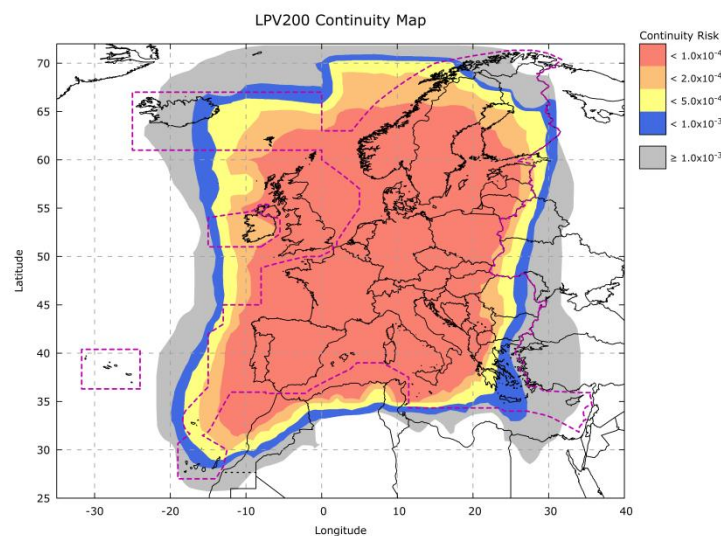 LPV200 Continuity Map
Continuity Risk
< 1.0x10⁻⁴
< 2.0x10⁻⁴
< 5.0x10⁻⁴
< 1.0x10⁻³
≥ 1.0x10⁻³
Latitude
70
65
60
55
50
45
40
35
30
25
-30
-20
-10
0
10
20
30
40
Longitude